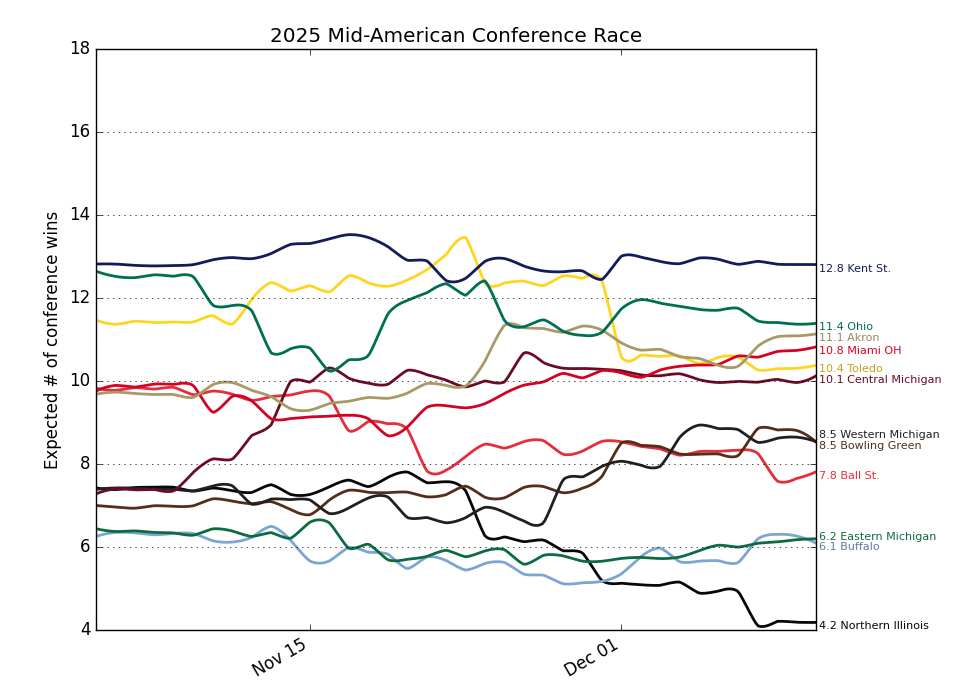 2025 Mid-American Conference Race
Expected # of conference wins
18
16
14
12
10
8
6
4
Nov 15
Dec 01
12.8 Kent St.
11.4 Ohio
11.1 Akron
10.8 Miami OH
10.4 Toledo
10.1 Central Michigan
8.5 Western Michigan
8.5 Bowling Green
7.8 Ball St.
6.2 Eastern Michigan
6.1 Buffalo
4.2 Northern Illinois